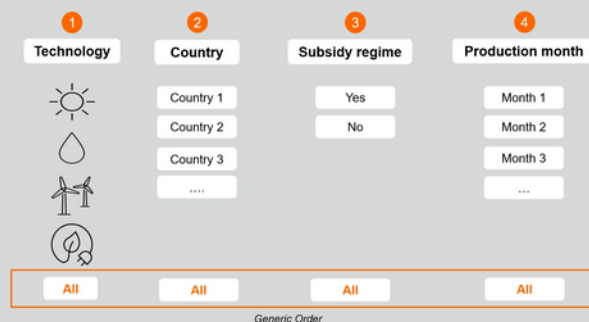 1 2 3 4
Technology Country Subsidy regime Production month
Country 1 Yes Month 1
Country 2 No Month 2
Country 3 Month 3
.... ...
All All All All
Generic Order